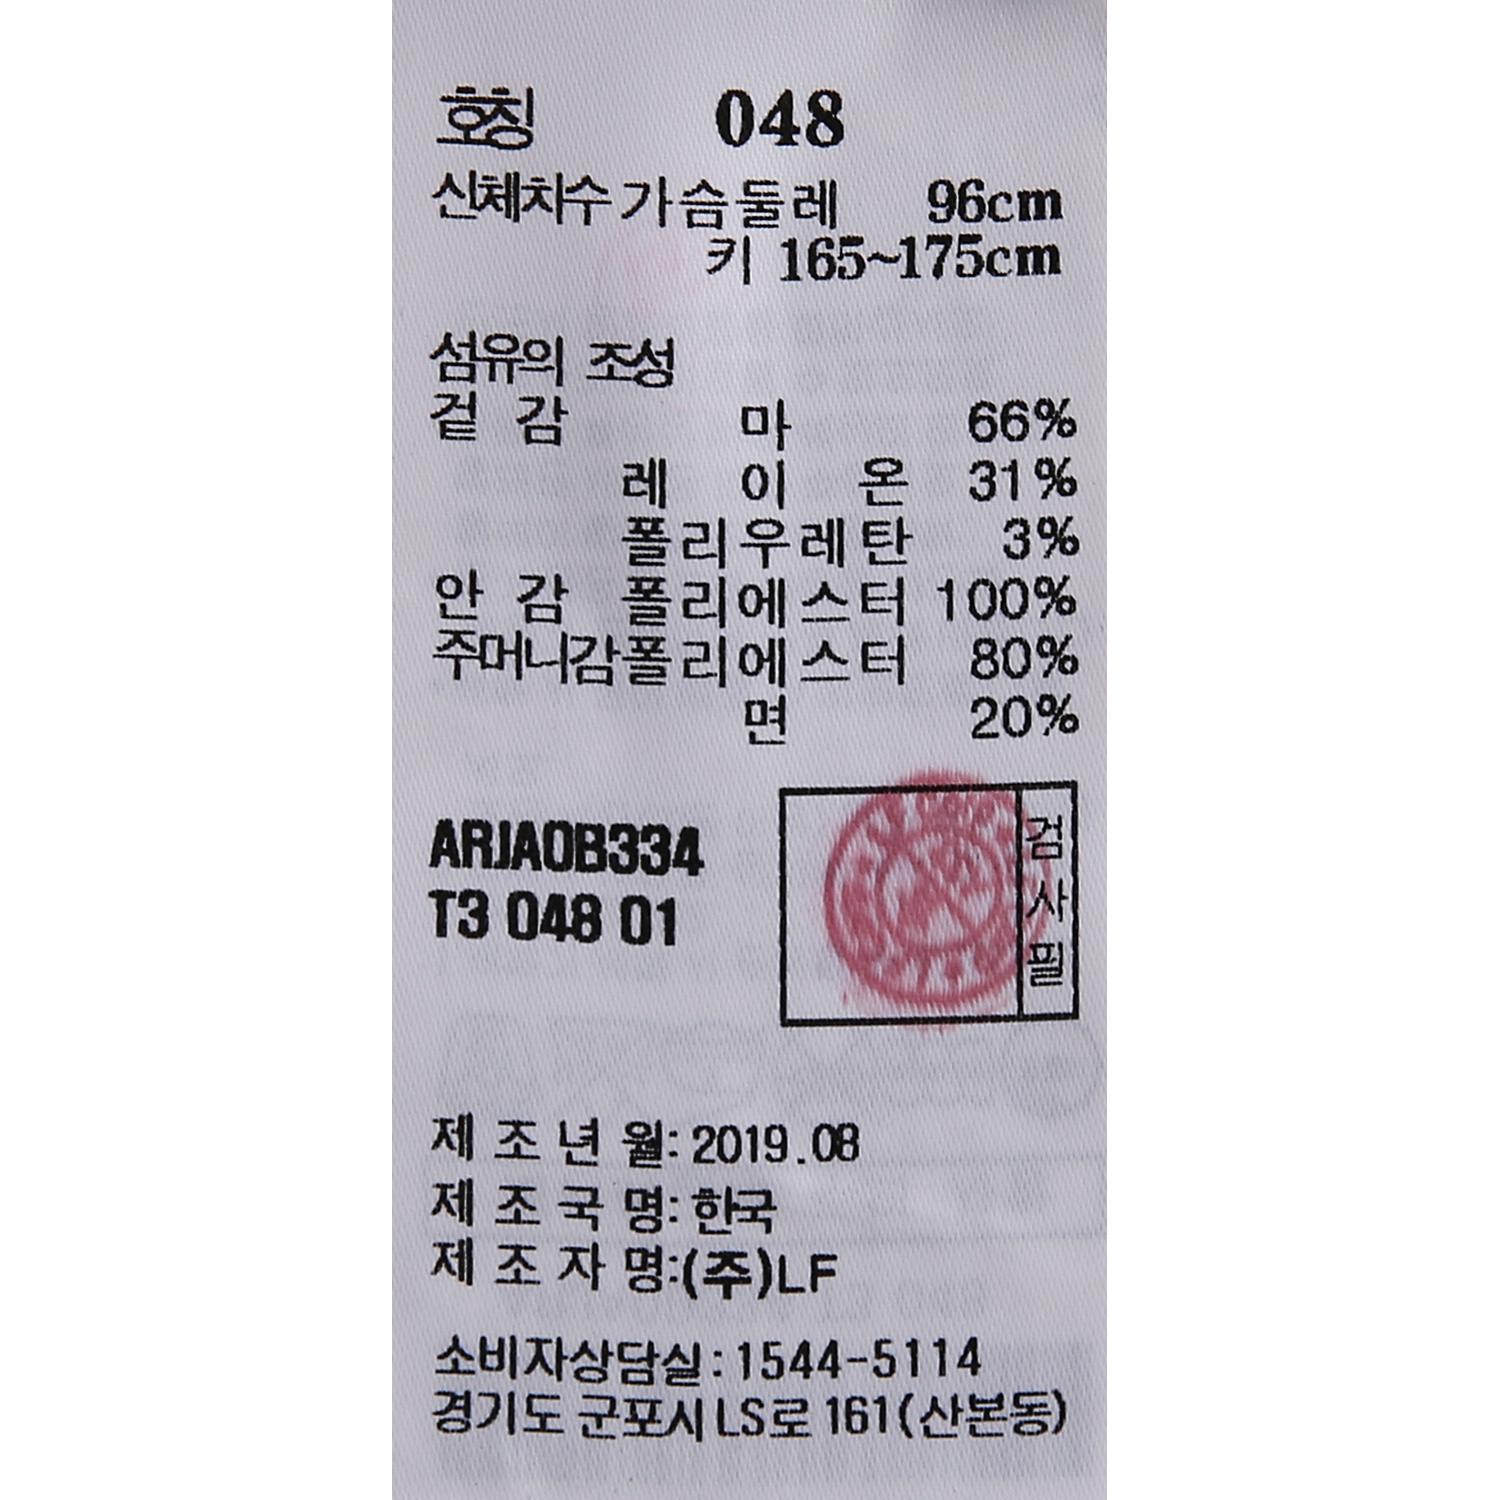 호칭 048
신체치수 가슴둘레 96cm
키 165~175cm
섬유의 조성
겉감 마 66%
레이온 31%
폴리우레탄 3%
안감 폴리에스터 100%
주머니감 폴리에스터 80%
면 20%
ARJA0B334
T3 048 01
검사필
제조년월: 2019.08
제조국명: 한국
제조자명:(주)LF
소비자상담실:1544-5114
경기도 군포시 LS로 161(산본동)